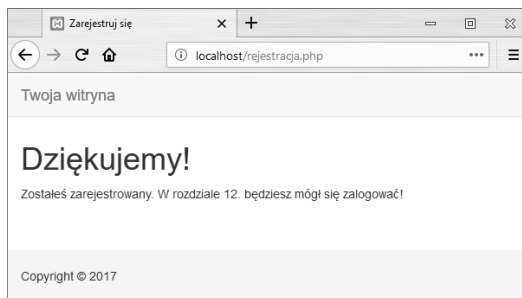 Zarejestruj się
localhost/rejestracja.php
Twoja witryna
Dziękujemy!
Zostałeś zarejestrowany. W rozdziale 12. będziesz mógł się zalogować!
Copyright © 2017